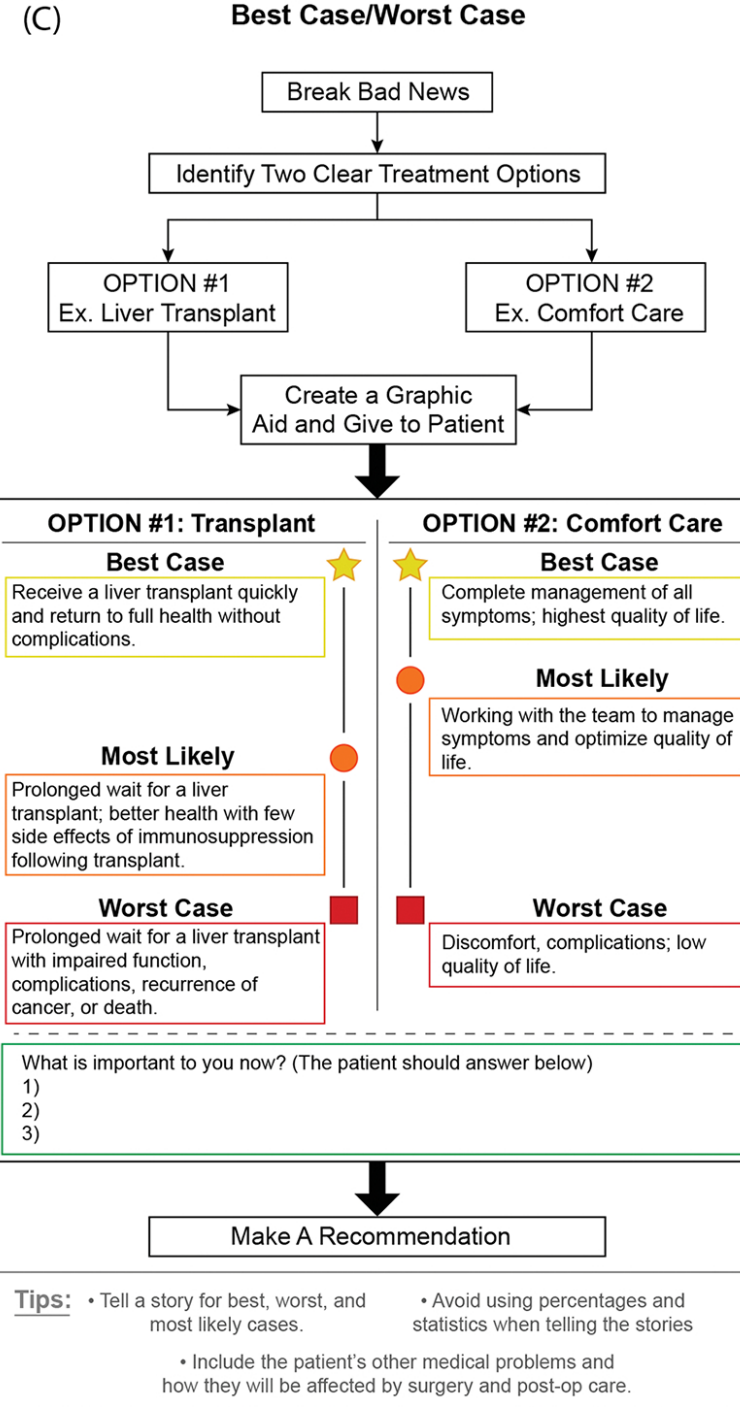 (C)
Best Case/Worst Case
Break Bad News
Identify Two Clear Treatment Options
OPTION #1
Ex. Liver Transplant
OPTION #2
Ex. Comfort Care
Create a Graphic
Aid and Give to Patient
OPTION #1: Transplant
Best Case
Receive a liver transplant quickly
and return to full health without
complications.
Most Likely
Prolonged wait for a liver
transplant; better health with few
side effects of immunosuppression
following transplant.
Worst Case
Prolonged wait for a liver transplant
with impaired function,
complications, recurrence of
cancer, or death.
OPTION #2: Comfort Care
Best Case
Complete management of all
symptoms; highest quality of life.
Most Likely
Working with the team to manage
symptoms and optimize quality of
life.
Worst Case
Discomfort, complications; low
quality of life.
What is important to you now? (The patient should answer below)
1)
2)
3)
Make A Recommendation
Tips:
• Tell a story for best, worst, and
most likely cases.
• Avoid using percentages and
statistics when telling the stories
• Include the patient's other medical problems and
how they will be affected by surgery and post-op care.